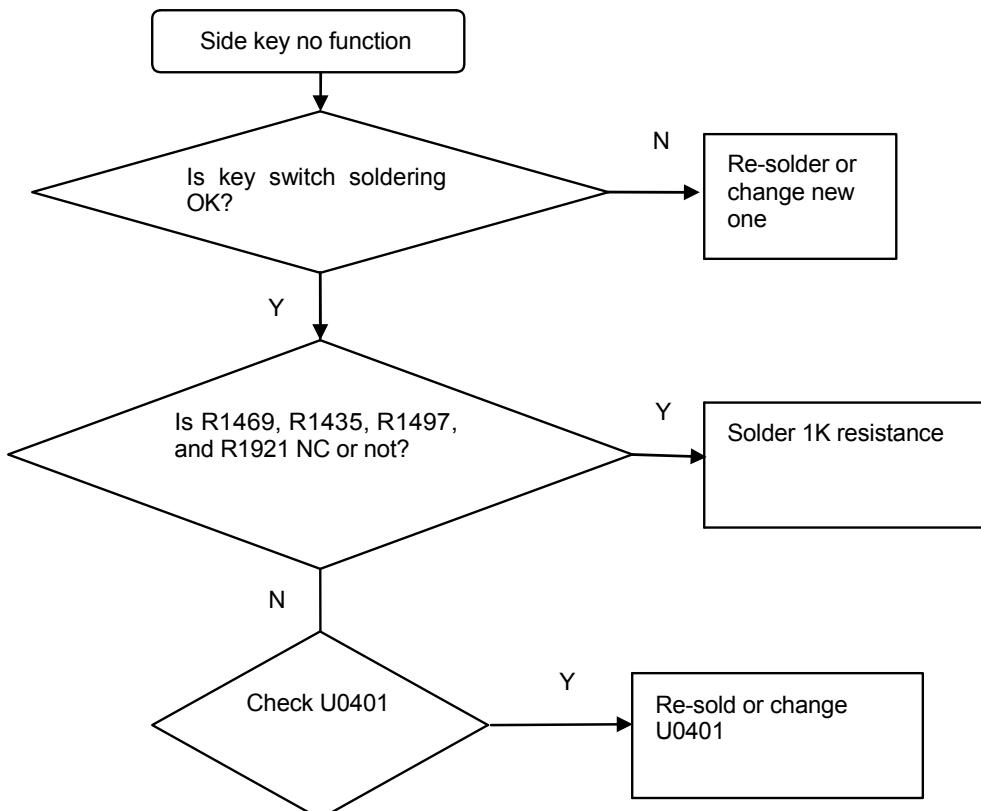 Side key no function
Is key switch soldering
OK?
N
Re-solder or
change new
one
Y
Is R1469, R1435, R1497,
and R1921 NC or not?
Y
Solder 1K resistance
N
Check U0401
Y
Re-sold or change
U0401